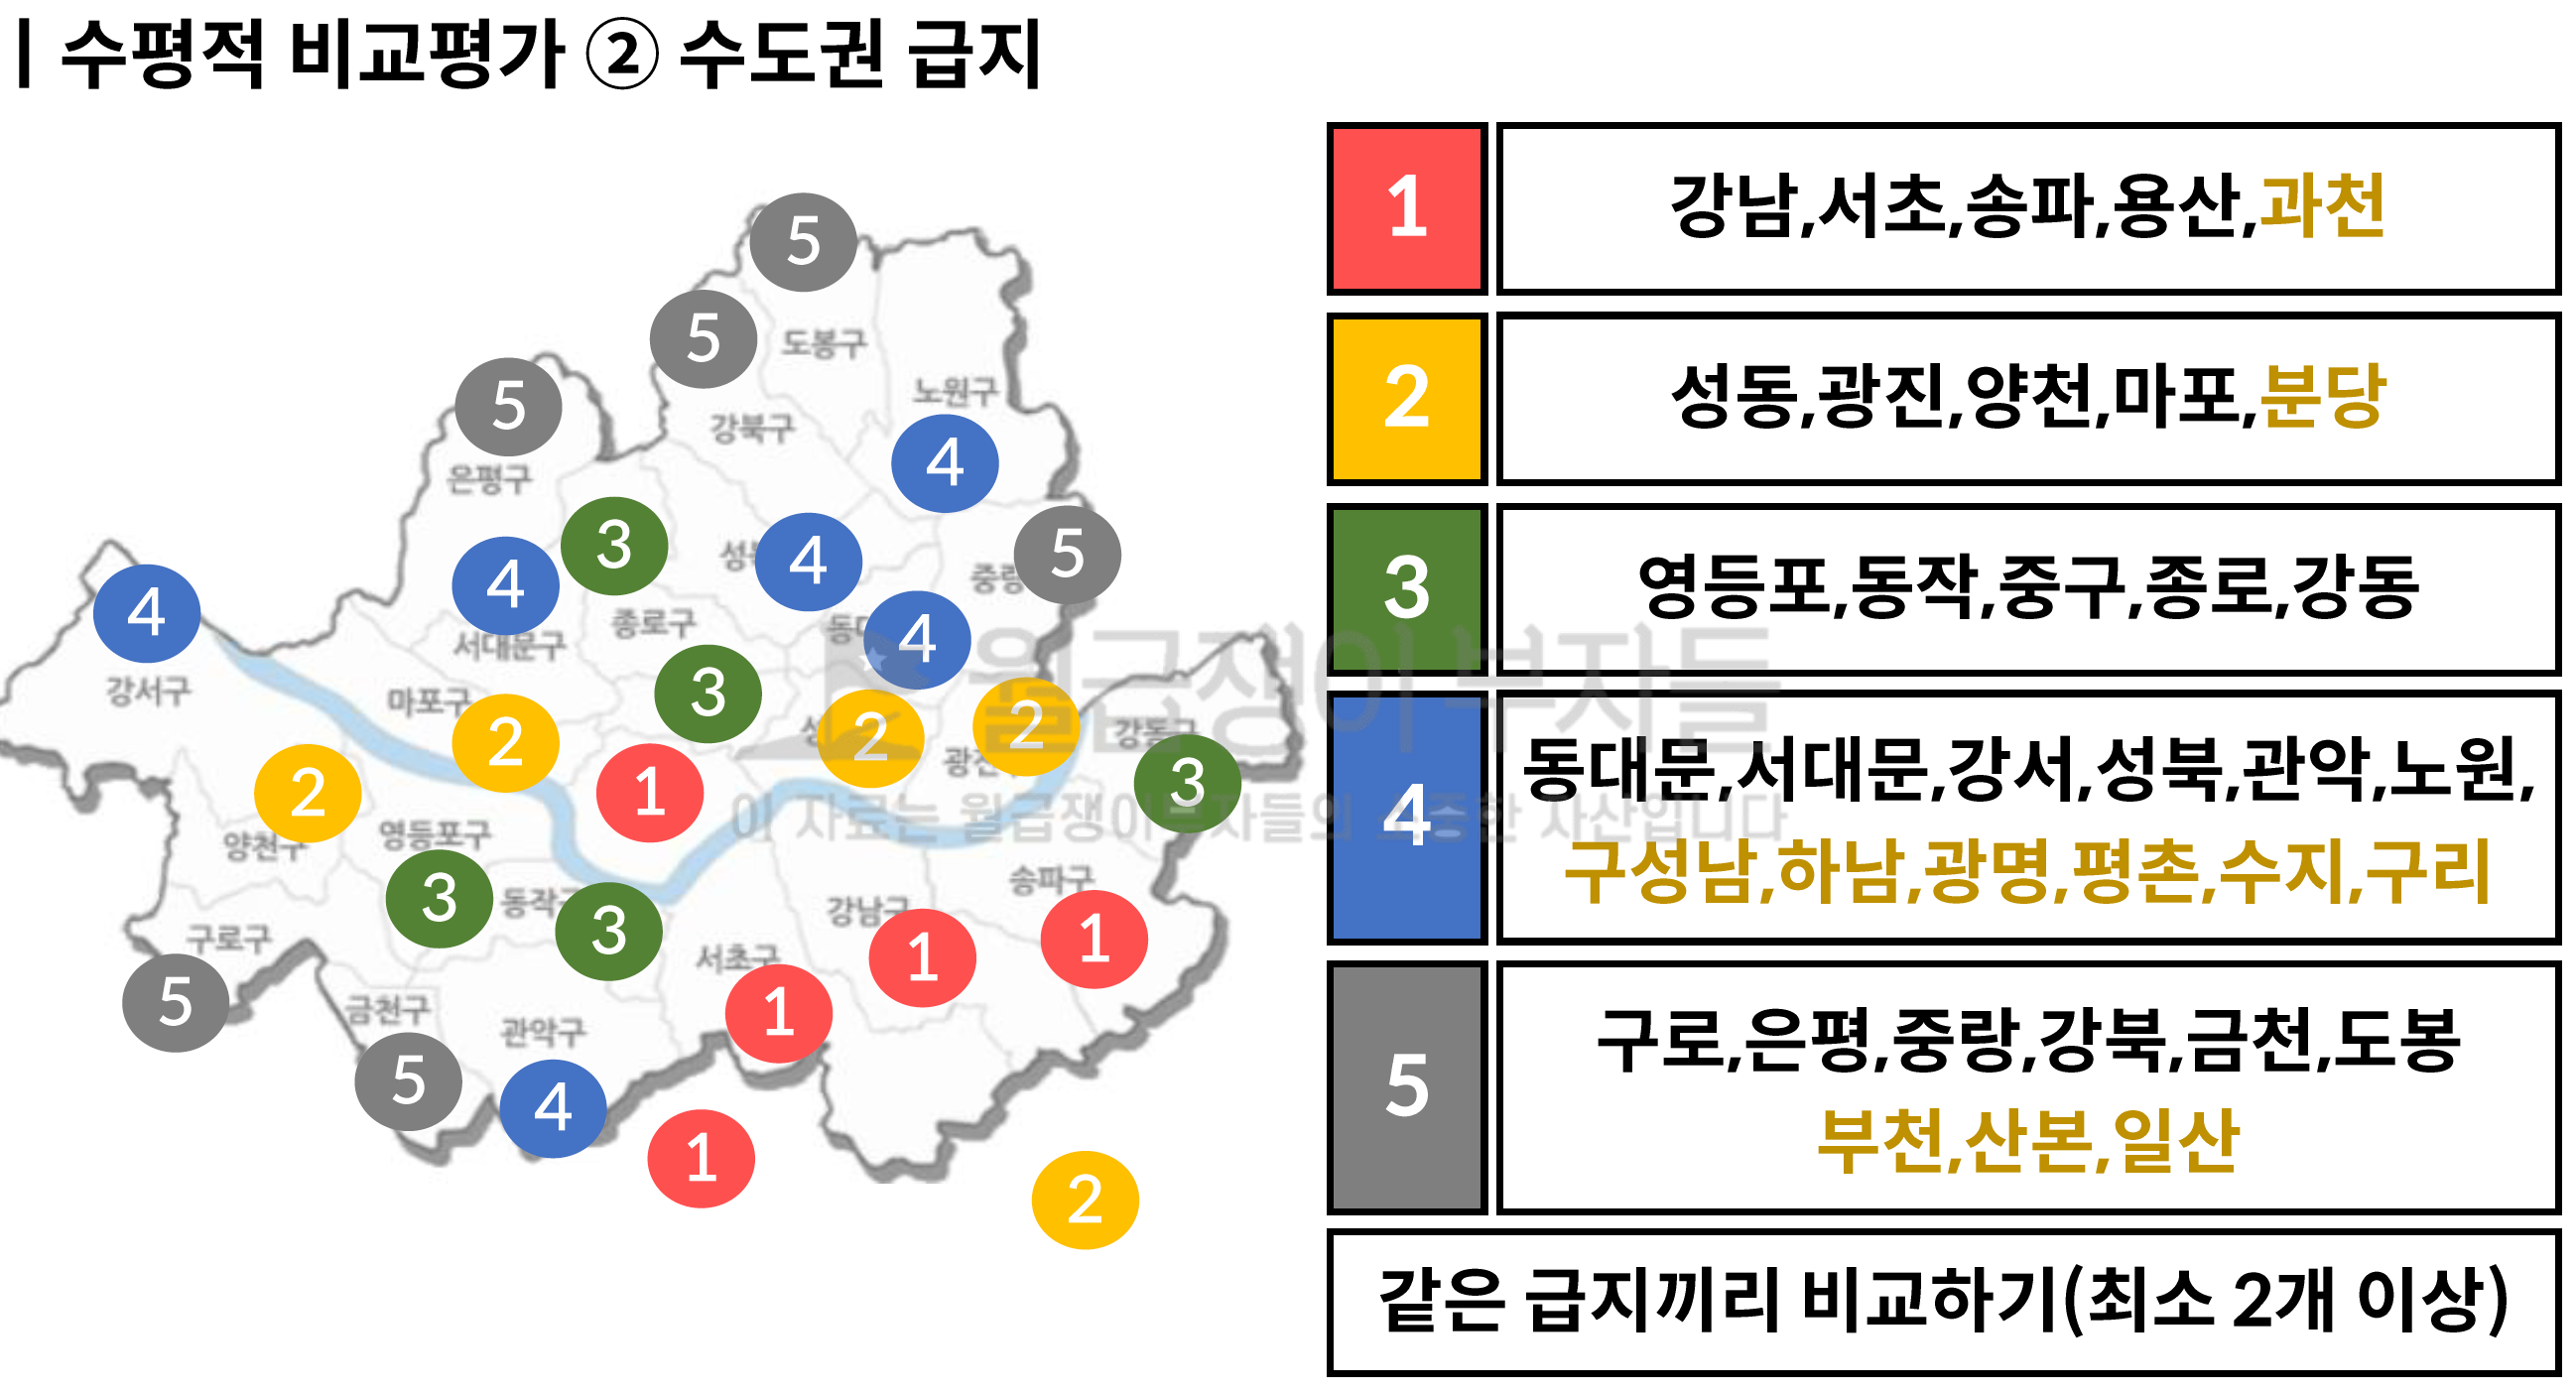 | 수평적 비교평가 ② 수도권 급지
1
강남,서초,송파,용산,과천
2
성동,광진,양천,마포,분당
3
영등포,동작,중구,종로,강동
4
동대문,서대문,강서,성북,관악,노원,
구성남,하남,광명,평촌,수지,구리
5
구로,은평,중랑,강북,금천,도봉
부천,산본,일산
같은 급지끼리 비교하기(최소 2개 이상)
5
5
도봉구
5
노원구
강북구
4
은평구
3
4
5
4
중랑
4
종로구
4
서대문구
강서구
3
마포구
2
2
2
강동구
2
1
3
영등포구
양천구
3
송파구
동작구
3
강남구
1
구로구
서초구
1
5
1
금천구
관악구
5
4
1
2
월급쟁이 부자들
이 자료는 월급쟁이부자들의 소중한 자산입니다